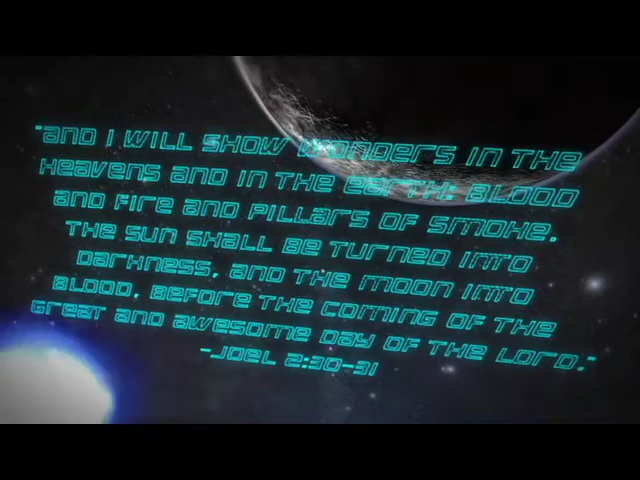 "AND I WILL SHOW WONDERS IN THE
HEAVENS AND IN THE EARTH: BLOOD
AND FIRE AND PILLARS OF SMOKE.
THE SUN SHALL BE TURNED INTO
DARKNESS, AND THE MOON INTO
BLOOD, BEFORE THE COMING OF THE
GREAT AND AWESOME DAY OF THE LORD."
-JOEL 2:30-31